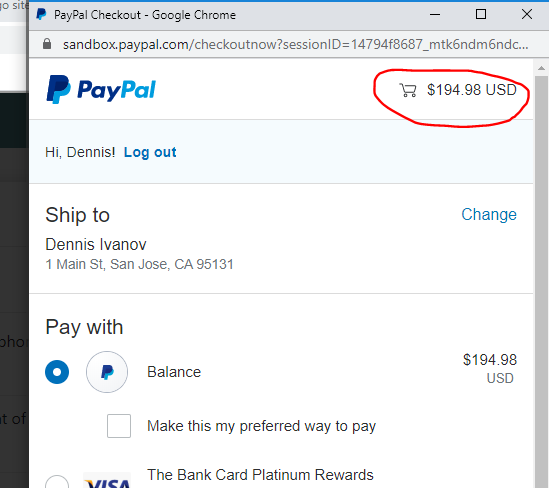 go site
PayPal Checkout - Google Chrome
sandbox.paypal.com/checkoutnow?sessionID=14794f8687_mtk6ndm6ndc...
PayPal
$194.98 USD
Hi, Dennis! Log out
Ship to
Change
Dennis Ivanov
1 Main St, San Jose, CA 95131
Pay with
Balance
$194.98
USD
Make this my preferred way to pay
VISA
The Bank Card Platinum Rewards